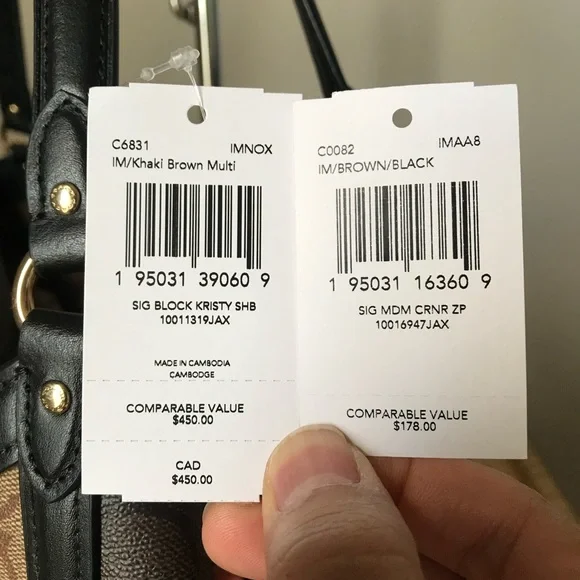 C6831 IMNOX
IM/Khaki Brown Multi
1 95031 39060 9
SIG BLOCK KRISTY SHB
10011319JAX
MADE IN CAMBODIA
CAMBODGE
COMPARABLE VALUE
$450.00
CAD
$450.00
C0082 IMAA8
IM/BROWN/BLACK
1 95031 16360 9
SIG MDM CRNR ZP
10016947JAX
COMPARABLE VALUE
$178.00